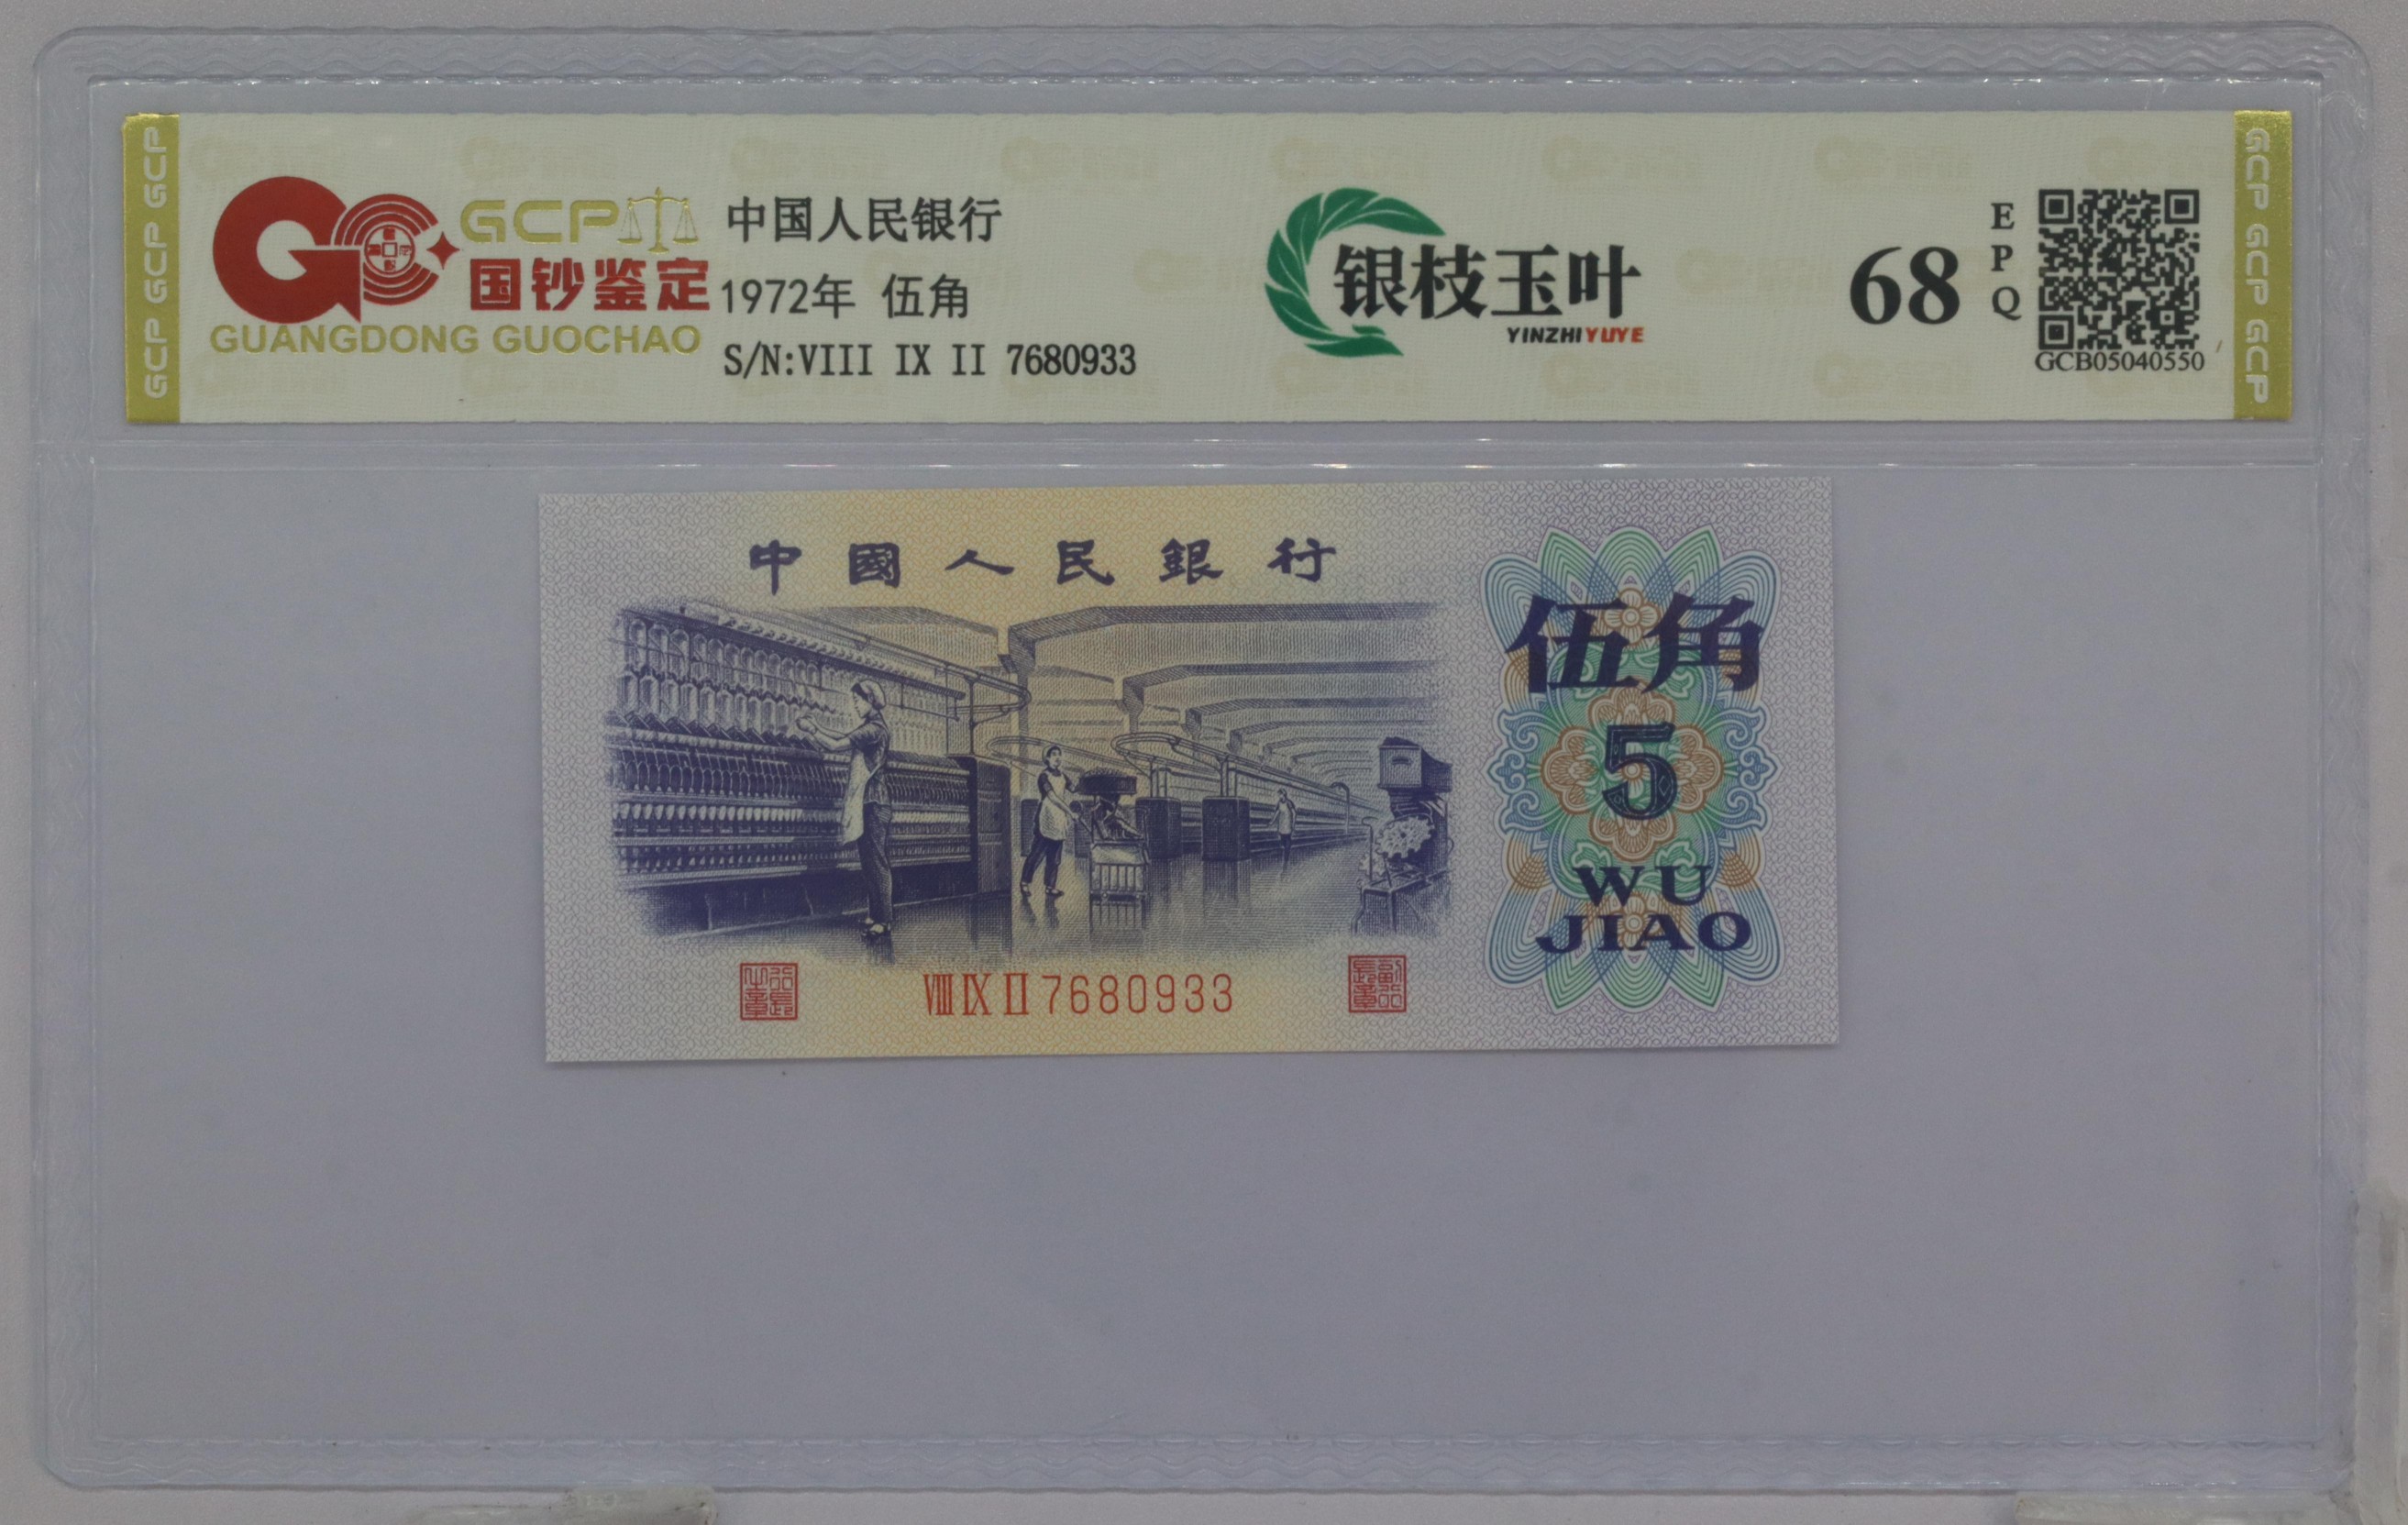 GCP GCP GCP
GCP
国钞鉴定
GUANGDONG GUOCHAO
中国人民银行
1972年 伍角
S/N:VIII IX II 7680933
银枝玉叶
YINZHIYUYE
68
EPQ
GCB05040550
GCP GCP GCP
中國人民銀行
伍角
5
WU
JIAO
VIII IX II 7680933